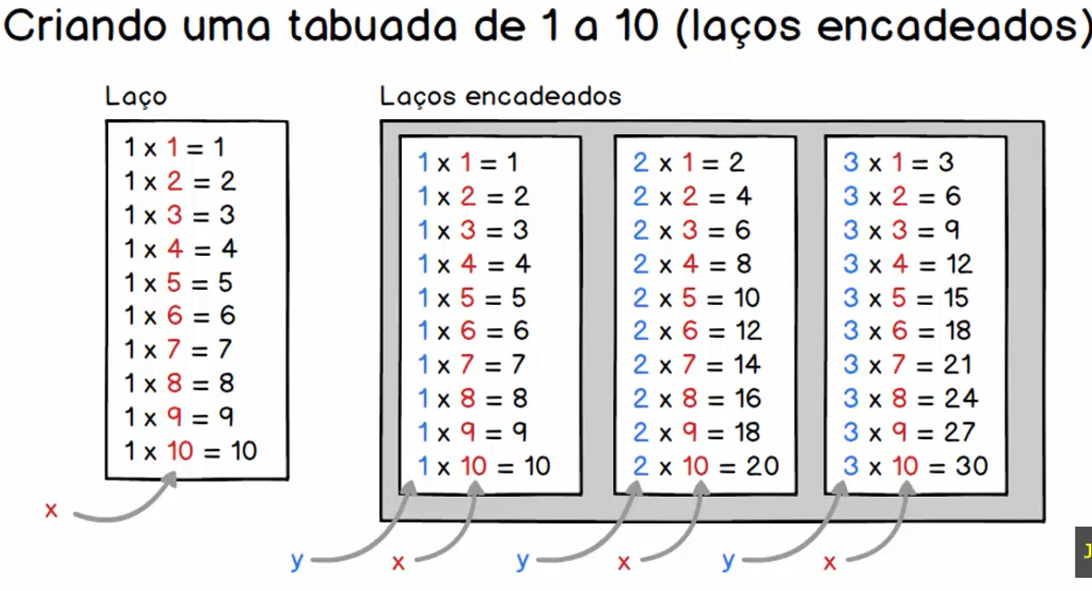 Criando uma tabuada de 1 a 10 (laços encadeados)
Laço
1 x 1 = 1
1 x 2 = 2
1 x 3 = 3
1 x 4 = 4
1 x 5 = 5
1 x 6 = 6
1 x 7 = 7
1 x 8 = 8
1 x 9 = 9
1 x 10 = 10
x
Laços encadeados
1 x 1 = 1
1 x 2 = 2
1 x 3 = 3
1 x 4 = 4
1 x 5 = 5
1 x 6 = 6
1 x 7 = 7
1 x 8 = 8
1 x 9 = 9
1 x 10 = 10
2 x 1 = 2
2 x 2 = 4
2 x 3 = 6
2 x 4 = 8
2 x 5 = 10
2 x 6 = 12
2 x 7 = 14
2 x 8 = 16
2 x 9 = 18
2 x 10 = 20
3 x 1 = 3
3 x 2 = 6
3 x 3 = 9
3 x 4 = 12
3 x 5 = 15
3 x 6 = 18
3 x 7 = 21
3 x 8 = 24
3 x 9 = 27
3 x 10 = 30
y x y x y x